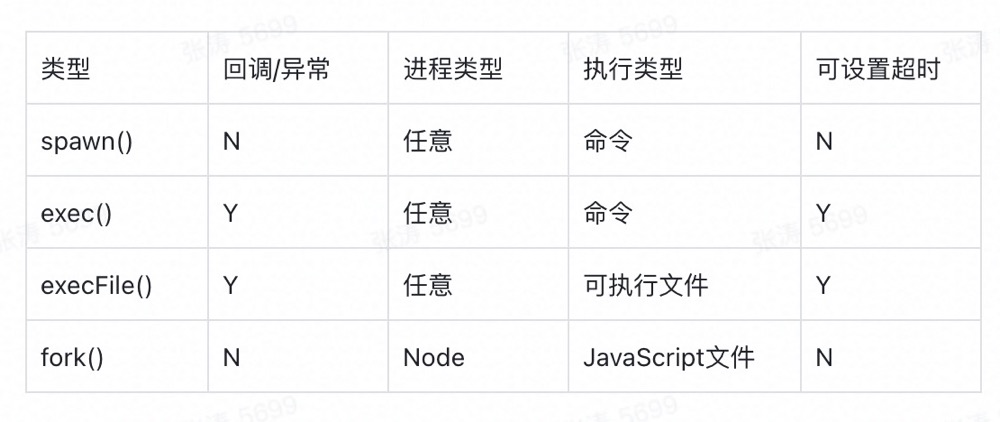 类型 回调/异常 进程类型 执行类型 可设置超时
spawn() N 任意 命令 N
exec() Y 任意 命令 Y
execFile() Y 任意 可执行文件 Y
fork() N Node JavaScript文件 N
张涛 5699
张涛 5699
张涛
张涛 5699
张涛 5699
张涛 5699
5699